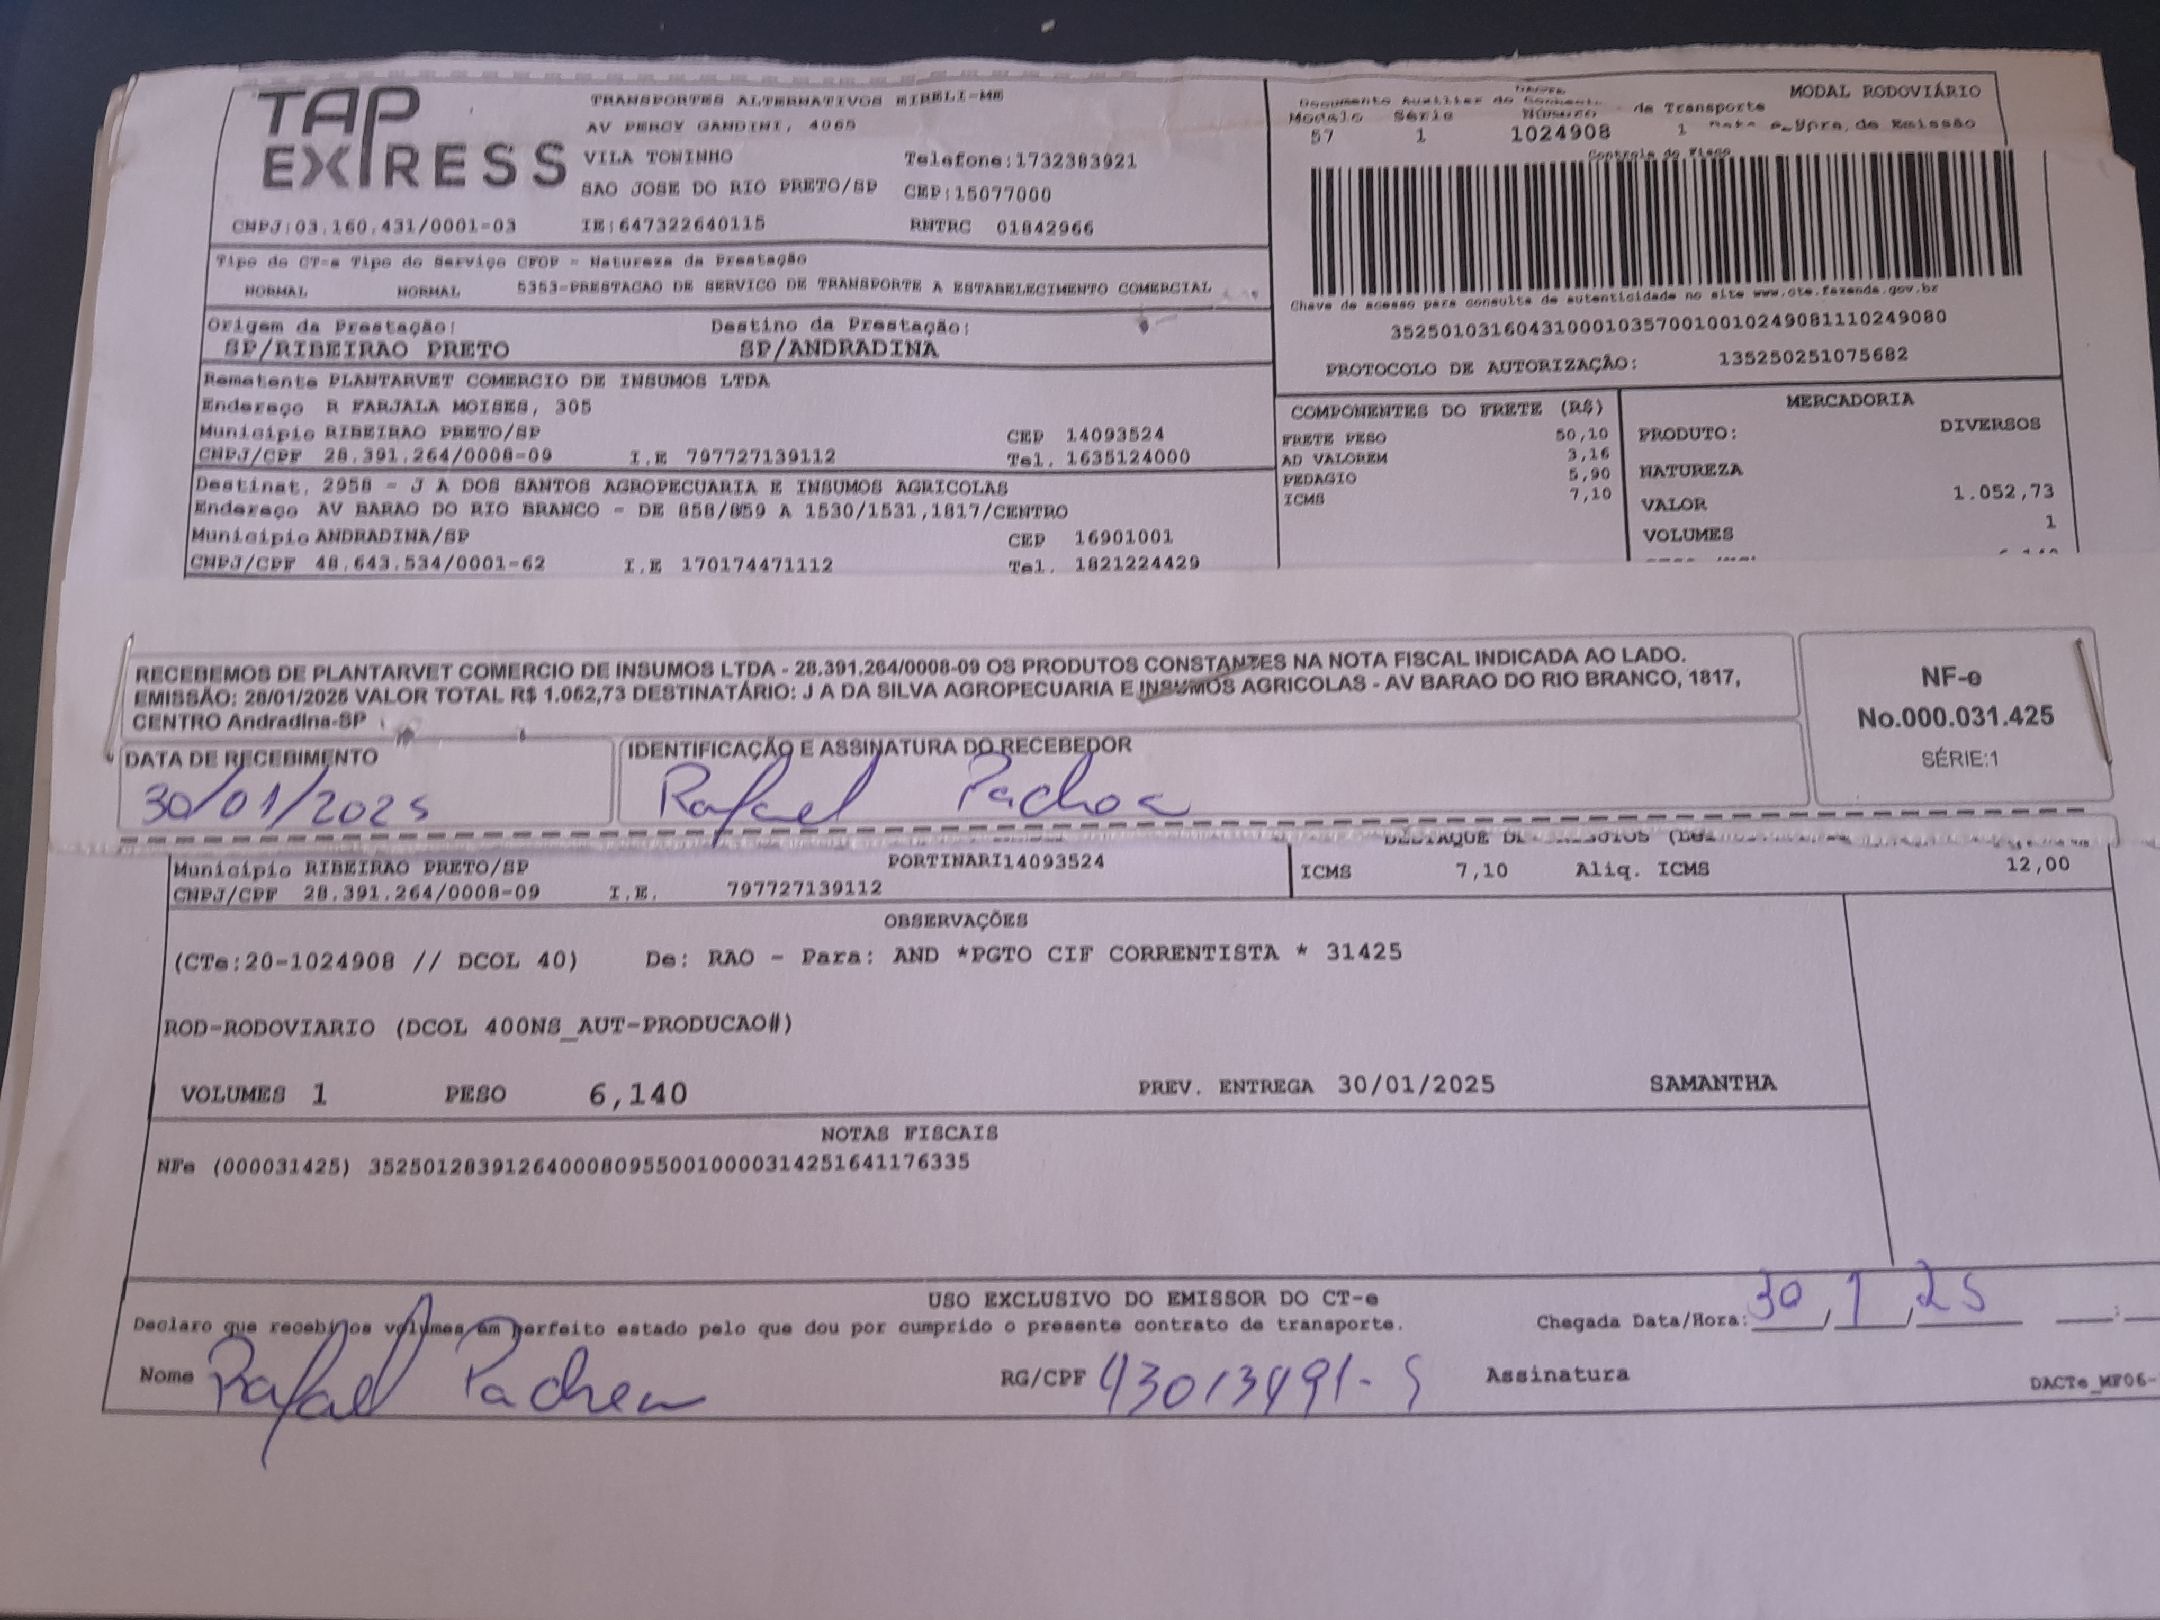 TAP EXPRESS
TRANSPORTES ALTERNATIVOS EIRELI-ME
AV PERCY GANDINI, 4065
VILA TONINHO Telefone:1732383921
SAO JOSE DO RIO PRETO/SP CEP:15077000
CNPJ:03.160.431/0001-03 IE:647322640115 RNTRC 01842966
Tipo do CT-e Tipo do Serviço CFOP - Natureza da Prestação
NORMAL NORMAL 5353-PRESTACAO DE SERVICO DE TRANSPORTE A ESTABELECIMENTO COMERCIAL
Origem da Prestação: Destino da Prestação:
SP/RIBEIRAO PRETO SP/ANDRADINA
Remetente PLANTARVET COMERCIO DE INSUMOS LTDA
Endereço R FARJALA MOISES, 305
Município RIBEIRAO PRETO/SP CEP 14093524
CNPJ/CPF 28.391.264/0008-09 I.E 797727139112 Tel. 1635124000
Destinat. 2958 - J A DOS SANTOS AGROPECUARIA E INSUMOS AGRICOLAS
Endereço AV BARAO DO RIO BRANCO - DE 858/859 A 1530/1531,1817/CENTRO
Município ANDRADINA/SP CEP 16901001
CNPJ/CPF 48.643.534/0001-62 I.E 170174471112 Tel. 1821224429
MODAL RODOVIÁRIO
Documento Auxiliar do de Transporte
Modelo Série Número Data e Hora de Emissão
57 1 1024908 1
Controle do Fisco
Chave de acesso para consulta de autenticidade no site www.cte.fazenda.gov.br
35250103160431000103570010010249081110249080
PROTOCOLO DE AUTORIZAÇÃO: 135250251075682
COMPONENTES DO FRETE (R$)
FRETE PESO 50,10
AD VALOREM 3,16
PEDAGIO 5,90
ICMS 7,10
MERCADORIA
PRODUTO: DIVERSOS
NATUREZA
VALOR 1.052,73
VOLUMES 1
RECEBEMOS DE PLANTARVET COMERCIO DE INSUMOS LTDA - 28.391.264/0008-09 OS PRODUTOS CONSTANTES NA NOTA FISCAL INDICADA AO LADO.
EMISSÃO: 28/01/2025 VALOR TOTAL R$ 1.052,73 DESTINATÁRIO: J A DA SILVA AGROPECUARIA E INSUMOS AGRICOLAS - AV BARAO DO RIO BRANCO, 1817,
CENTRO Andradina-SP
NF-e
No.000.031.425
SÉRIE:1
DATA DE RECEBIMENTO
30/01/2025
IDENTIFICAÇÃO E ASSINATURA DO RECEBEDOR
Rafael Pacheco
Município RIBEIRAO PRETO/SP PORTINARI14093524
CNPJ/CPF 28.391.264/0008-09 I.E. 797727139112
ICMS 7,10 Aliq. ICMS 12,00
OBSERVAÇÕES
(CTe:20-1024908 // DCOL 40) De: RAO - Para: AND *PGTO CIF CORRENTISTA * 31425
ROD-RODOVIARIO (DCOL 400NS_AUT-PRODUCAO#)
VOLUMES 1 PESO 6,140 PREV. ENTREGA 30/01/2025 SAMANTHA
NOTAS FISCAIS
NFe (000031425) 35250128391264000809550010000314251641176335
USO EXCLUSIVO DO EMISSOR DO CT-e
Declaro que recebi os volumes em perfeito estado pelo que dou por cumprido o presente contrato de transporte.
Chegada Data/Hora: 30/1/25 :
Nome Rafael Pacheco RG/CPF 43013491-5 Assinatura
DACTe_MF06-